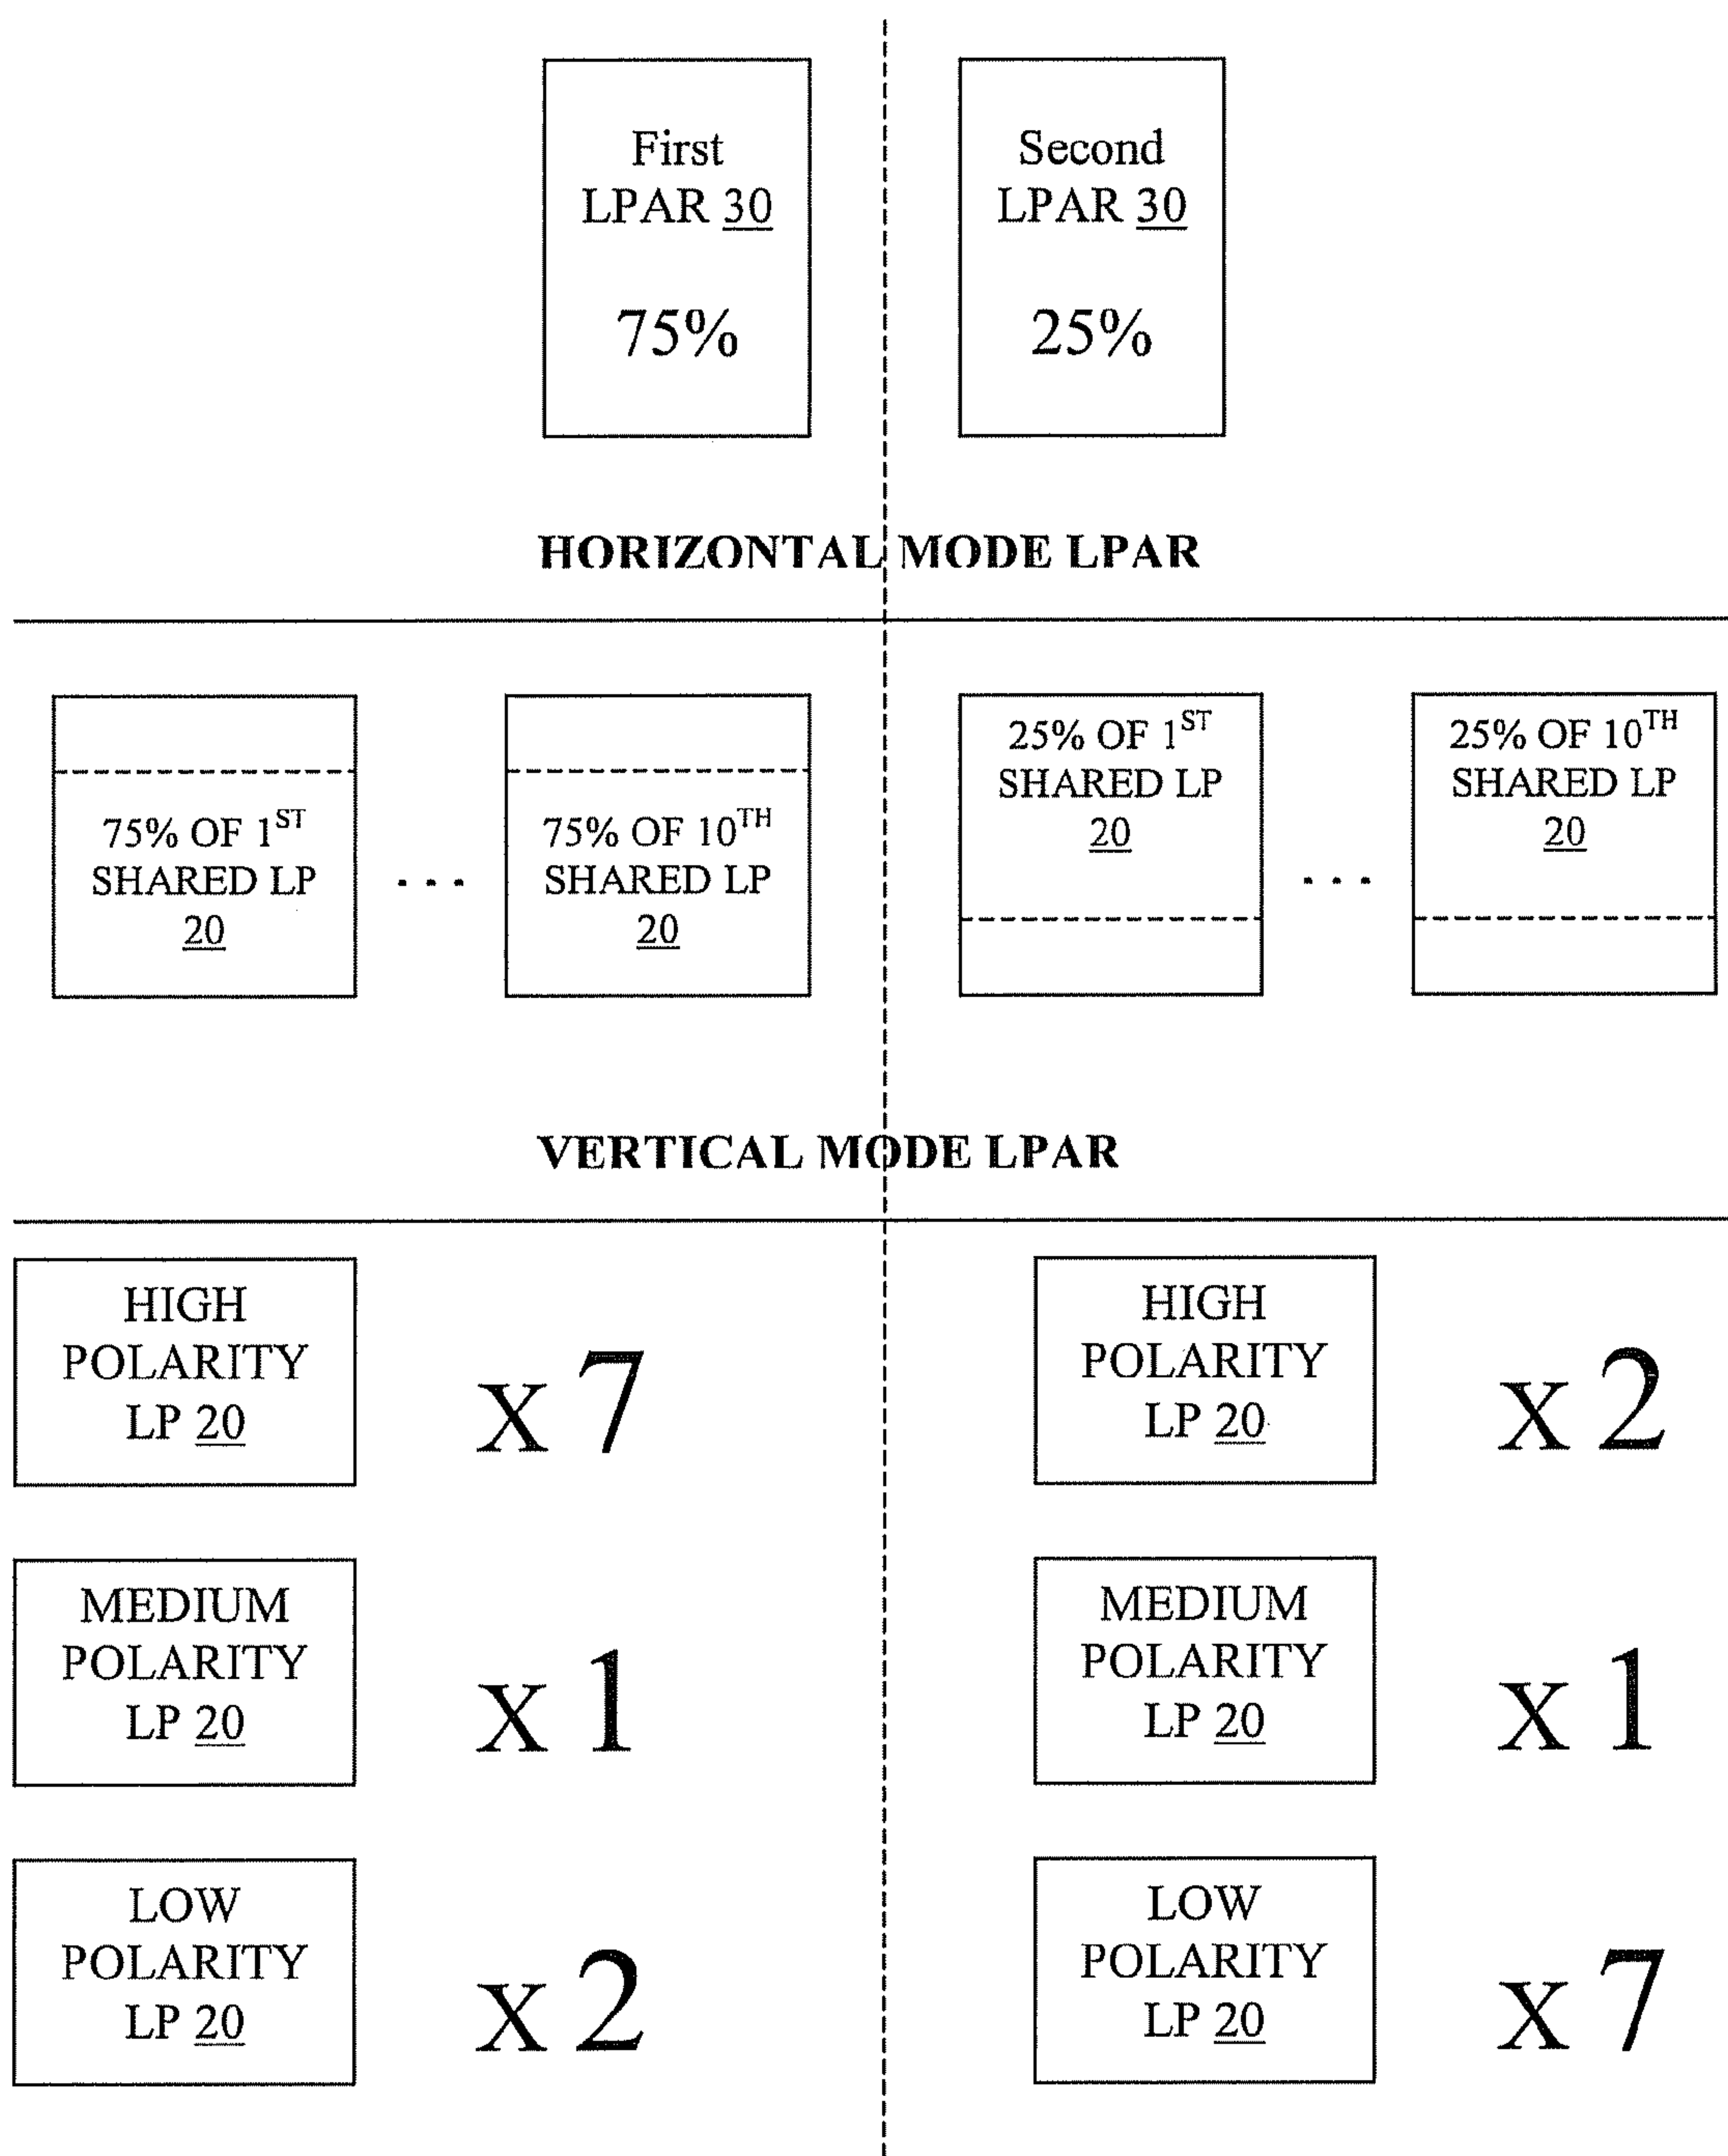 First
LPAR 30
75%
Second
LPAR 30
25%
HORIZONTAL MODE LPAR
75% OF 1ST
SHARED LP
20
...
75% OF 10TH
SHARED LP
20
25% OF 1ST
SHARED LP
20
...
25% OF 10TH
SHARED LP
20
VERTICAL MODE LPAR
HIGH
POLARITY
LP 20
x 7
HIGH
POLARITY
LP 20
x 2
MEDIUM
POLARITY
LP 20
x 1
MEDIUM
POLARITY
LP 20
x 1
LOW
POLARITY
LP 20
x 2
LOW
POLARITY
LP 20
x 7